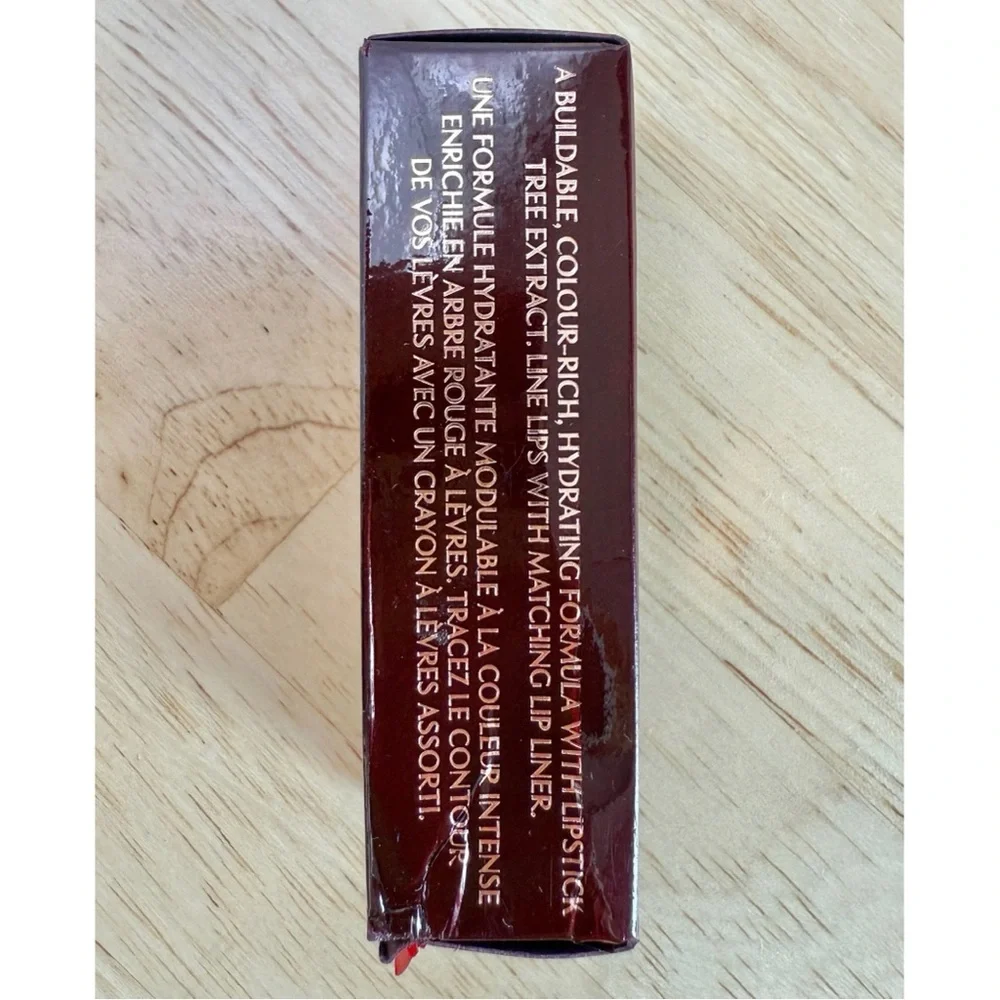 A BUILDABLE, COLOUR-RICH, HYDRATING FORMULA WITH LIPSTICK
TREE EXTRACT. LINE LIPS WITH MATCHING LIP LINER.
UNE FORMULE HYDRATANTE MODULABLE À LA COULEUR INTENSE
ENRICHIE EN ARBRE ROUGE À LÈVRES. TRACEZ LE CONTOUR
DE VOS LÈVRES AVEC UN CRAYON À LÈVRES ASSORTI.